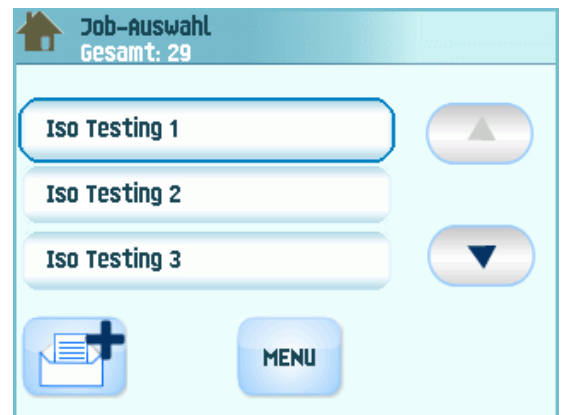 Job-Auswahl
Gesamt: 29
Iso Testing 1
Iso Testing 2
Iso Testing 3
MENU